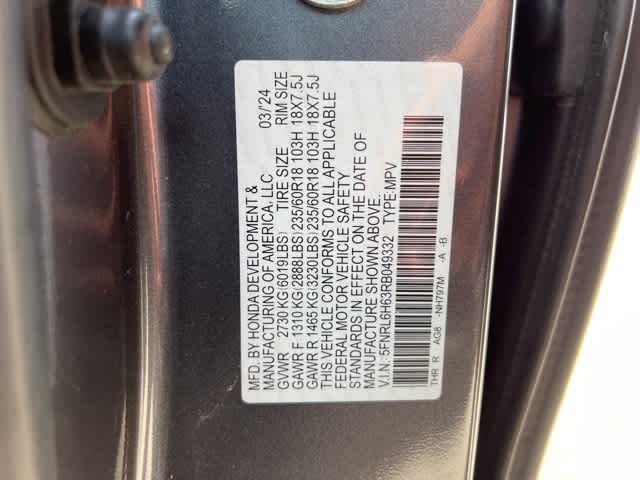 MFD. BY HONDA DEVELOPMENT &
MANUFACTURING OF AMERICA, LLC 03/'24
GVWR 2730 KG(6019LBS) TIRE SIZE RIM SIZE
GAWR F 1310 KG(2888LBS) 235/60R18 103H 18X7.5J
GAWR R 1465 KG(3230LBS) 235/60R18 103H 18X7.5J
THIS VEHICLE CONFORMS TO ALL APPLICABLE
FEDERAL MOTOR VEHICLE SAFETY
STANDARDS IN EFFECT ON THE DATE OF
MANUFACTURE SHOWN ABOVE.
V.I.N.: 5FNRL6H63RB049332 TYPE:MPV
THR R AG8 -NH797M -A -B